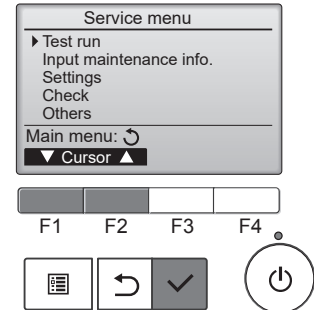 Service menu
Test run
Input maintenance info.
Settings
Check
Others
Main menu:
Cursor
F1 F2 F3 F4